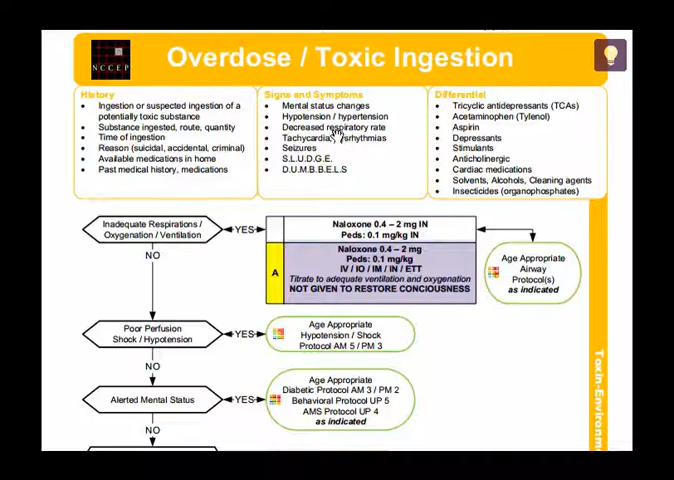 NCCEP
Overdose / Toxic Ingestion
History
• Ingestion or suspected ingestion of a
potentially toxic substance
• Substance ingested, route, quantity
• Time of ingestion
• Reason (suicidal, accidental, criminal)
• Available medications in home
• Past medical history, medications
Signs and Symptoms
• Mental status changes
• Hypotension / hypertension
• Decreased respiratory rate
• Tachycardia, dysrhythmias
• Seizures
• S.L.U.D.G.E.
• D.U.M.B.B.E.L.S
Differential
• Tricyclic antidepressants (TCAs)
• Acetaminophen (Tylenol)
• Aspirin
• Depressants
• Stimulants
• Anticholinergic
• Cardiac medications
• Solvents, Alcohols, Cleaning agents
• Insecticides (organophosphates)
Inadequate Respirations /
Oxygenation / Ventilation
YES
Naloxone 0.4 – 2 mg IN
Peds: 0.1 mg/kg IN
A
Naloxone 0.4 – 2 mg
Peds: 0.1 mg/kg
IV / IO / IM / IN / ETT
Titrate to adequate ventilation and oxygenation
NOT GIVEN TO RESTORE CONCIOUSNESS
Age Appropriate
Airway
Protocol(s)
as indicated
NO
Poor Perfusion
Shock / Hypotension
YES
Age Appropriate
Hypotension / Shock
Protocol AM 5 / PM 3
NO
Alerted Mental Status
YES
Age Appropriate
Diabetic Protocol AM 3 / PM 2
Behavioral Protocol UP 5
AMS Protocol UP 4
as indicated
NO
Toxin-Environm